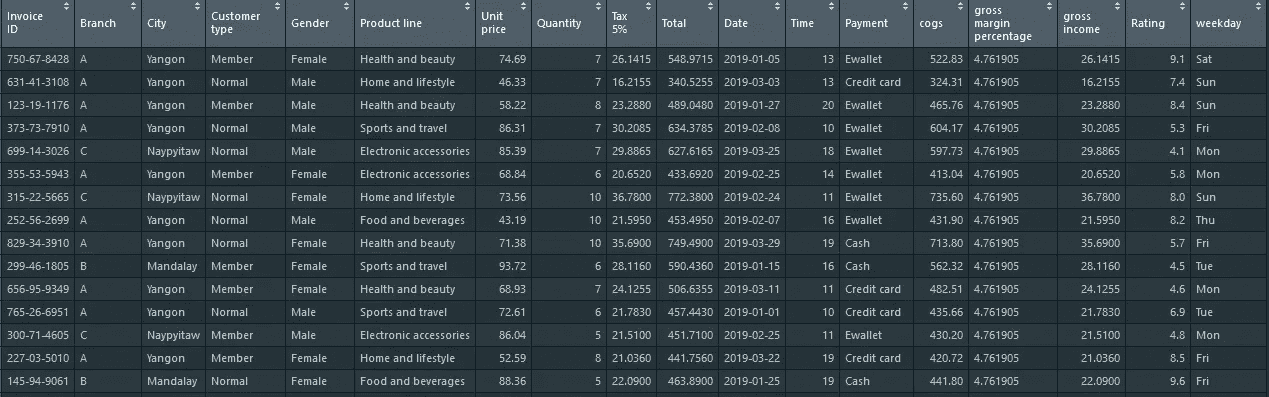 Invoice ID Branch City Customer type Gender Product line Unit price Quantity Tax 5% Total Date Time Payment cogs gross margin percentage gross income Rating weekday
750-67-8428 A Yangon Member Female Health and beauty 74.69 7 26.1415 548.9715 2019-01-05 13 Ewallet 522.83 4.761905 26.1415 9.1 Sat
631-41-3108 A Yangon Normal Male Home and lifestyle 46.33 7 16.2155 340.5255 2019-03-03 13 Credit card 324.31 4.761905 16.2155 7.4 Sun
123-19-1176 A Yangon Member Male Health and beauty 58.22 8 23.2880 489.0480 2019-01-27 20 Ewallet 465.76 4.761905 23.2880 8.4 Sun
373-73-7910 A Yangon Normal Male Sports and travel 86.31 7 30.2085 634.3785 2019-02-08 10 Ewallet 604.17 4.761905 30.2085 5.3 Fri
699-14-3026 C Naypyitaw Normal Male Electronic accessories 85.39 7 29.8865 627.6165 2019-03-25 18 Ewallet 597.73 4.761905 29.8865 4.1 Mon
355-53-5943 A Yangon Member Female Electronic accessories 68.84 6 20.6520 433.6920 2019-02-25 14 Ewallet 413.04 4.761905 20.6520 5.8 Mon
315-22-5665 C Naypyitaw Normal Female Home and lifestyle 73.56 10 36.7800 772.3800 2019-02-24 11 Ewallet 735.60 4.761905 36.7800 8.0 Sun
252-56-2699 A Yangon Normal Male Food and beverages 43.19 10 21.5950 453.4950 2019-02-07 16 Ewallet 431.90 4.761905 21.5950 8.2 Thu
829-34-3910 A Yangon Normal Female Health and beauty 71.38 10 35.6900 749.4900 2019-03-29 19 Cash 713.80 4.761905 35.6900 5.7 Fri
299-46-1805 B Mandalay Member Female Sports and travel 93.72 6 28.1160 590.4360 2019-01-15 16 Cash 562.32 4.761905 28.1160 4.5 Tue
656-95-9349 A Yangon Member Female Health and beauty 68.93 7 24.1255 506.6355 2019-03-11 11 Credit card 482.51 4.761905 24.1255 4.6 Mon
765-26-6951 A Yangon Normal Male Sports and travel 72.61 6 21.7830 457.4430 2019-01-01 10 Credit card 435.66 4.761905 21.7830 6.9 Tue
300-71-4605 C Naypyitaw Member Male Electronic accessories 86.04 5 21.5100 451.7100 2019-02-25 11 Ewallet 430.20 4.761905 21.5100 4.8 Mon
227-03-5010 A Yangon Member Female Home and lifestyle 52.59 8 21.0360 441.7560 2019-03-22 19 Credit card 420.72 4.761905 21.0360 8.5 Fri
145-94-9061 B Mandalay Normal Female Food and beverages 88.36 5 22.0900 463.8900 2019-01-25 19 Cash 441.80 4.761905 22.0900 9.6 Fri